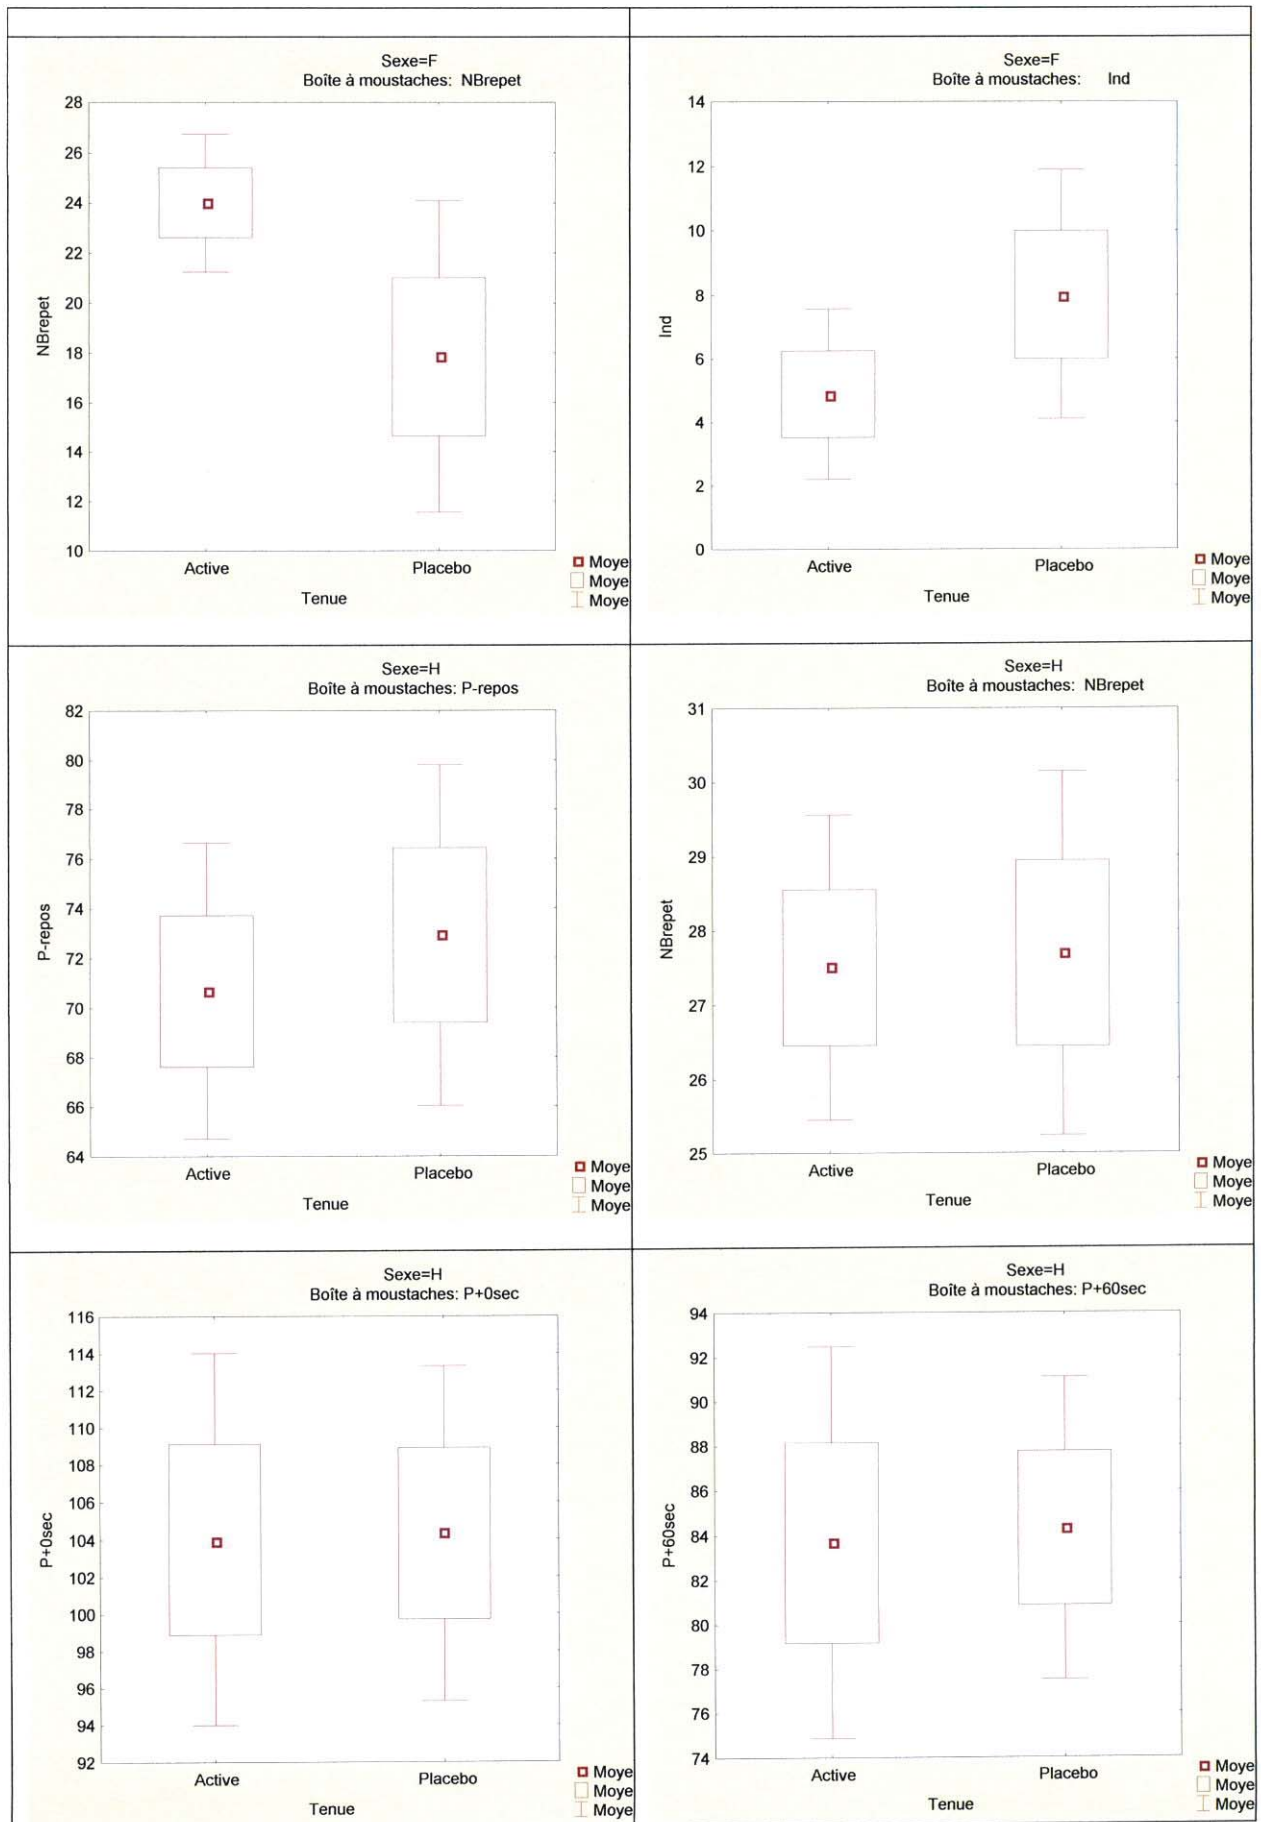 Sexe=F
Boîte à moustaches: NBrepet
28
26
24
22
20
18
16
14
12
10
NBrepet
Active
Placebo
Tenue
Moye
Moye
Moye
Sexe=F
Boîte à moustaches: Ind
14
12
10
8
6
4
2
0
Ind
Active
Placebo
Tenue
Moye
Moye
Moye
Sexe=H
Boîte à moustaches: P-repos
82
80
78
76
74
72
70
68
66
64
P-repos
Active
Placebo
Tenue
Moye
Moye
Moye
Sexe=H
Boîte à moustaches: NBrepet
31
30
29
28
27
26
25
NBrepet
Active
Placebo
Tenue
Moye
Moye
Moye
Sexe=H
Boîte à moustaches: P+0sec
116
114
112
110
108
106
104
102
100
98
96
94
92
P+0sec
Active
Placebo
Tenue
Moye
Moye
Moye
Sexe=H
Boîte à moustaches: P+60sec
94
92
90
88
86
84
82
80
78
76
74
P+60sec
Active
Placebo
Tenue
Moye
Moye
Moye